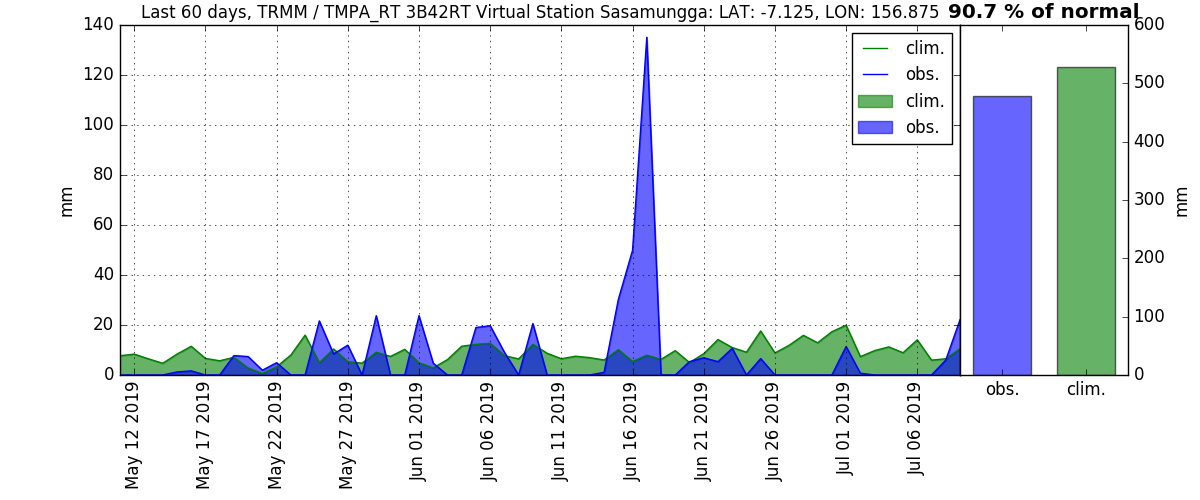 Last 60 days, TRMM / TMPA_RT 3B42RT Virtual Station Sasamungga: LAT: -7.125, LON: 156.875 90.7 % of normal
140
120
100
80
60
40
20
0
mm
clim.
obs.
clim.
obs.
600
500
400
300
200
100
0
mm
May 12 2019
May 17 2019
May 22 2019
May 27 2019
Jun 01 2019
Jun 06 2019
Jun 11 2019
Jun 16 2019
Jun 21 2019
Jun 26 2019
Jul 01 2019
Jul 06 2019
obs.
clim.